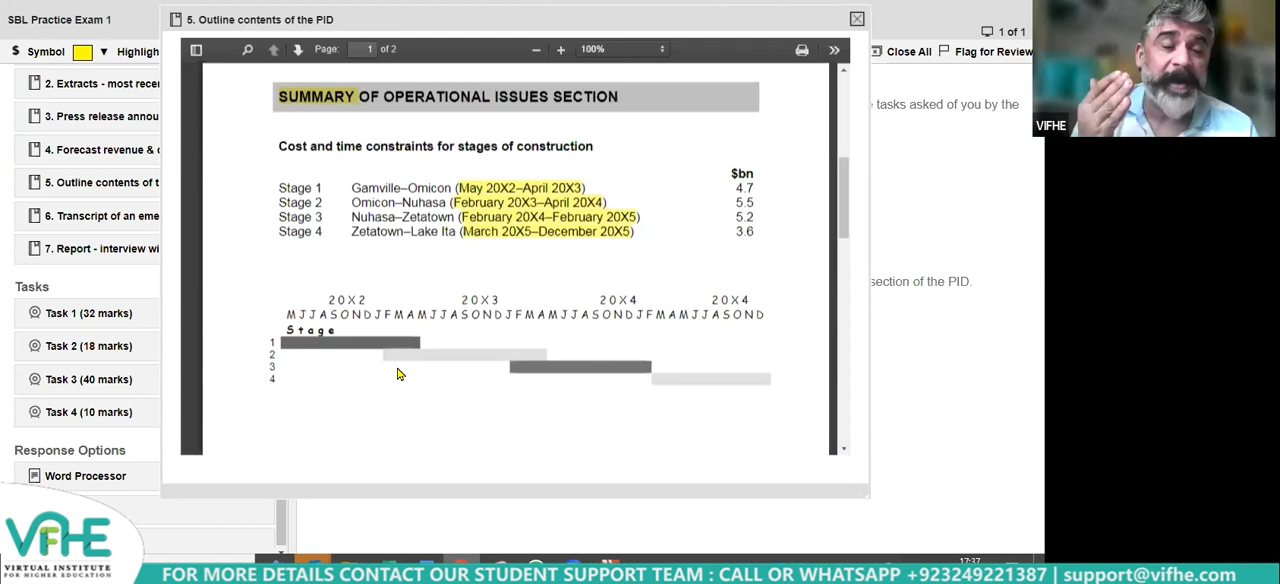 SBL Practice Exam 1
5. Outline contents of the PID
1 of 1
Symbol
Highligh
Close All
Flag for Review
Page: 1 of 2
100%
2. Extracts - most recen
3. Press release annou
4. Forecast revenue & c
5. Outline contents of t
6. Transcript of an eme
7. Report - interview wi
Tasks
Task 1 (32 marks)
Task 2 (18 marks)
Task 3 (40 marks)
Task 4 (10 marks)
Response Options
Word Processor
SUMMARY OF OPERATIONAL ISSUES SECTION
Cost and time constraints for stages of construction
$bn
Stage 1 Gamville–Omicon (May 20X2–April 20X3) 4.7
Stage 2 Omicon–Nuhasa (February 20X3–April 20X4) 5.5
Stage 3 Nuhasa–Zetatown (February 20X4–February 20X5) 5.2
Stage 4 Zetatown–Lake Ita (March 20X5–December 20X5) 3.6
20X2 20X3 20X4 20X4
M J J A S O N D J F M A M J J A S O N D J F M A M J J A S O N D J F M A M J J A S O N D
Stage
1
2
3
4
e tasks asked of you by the
section of the PID.
VIFHE
17:37
VIFHE
VIRTUAL INSTITUTE
FOR HIGHER EDUCATION
FOR MORE DETAILS CONTACT OUR STUDENT SUPPORT TEAM : CALL OR WHATSAPP +923249221387 | support@vifhe.com